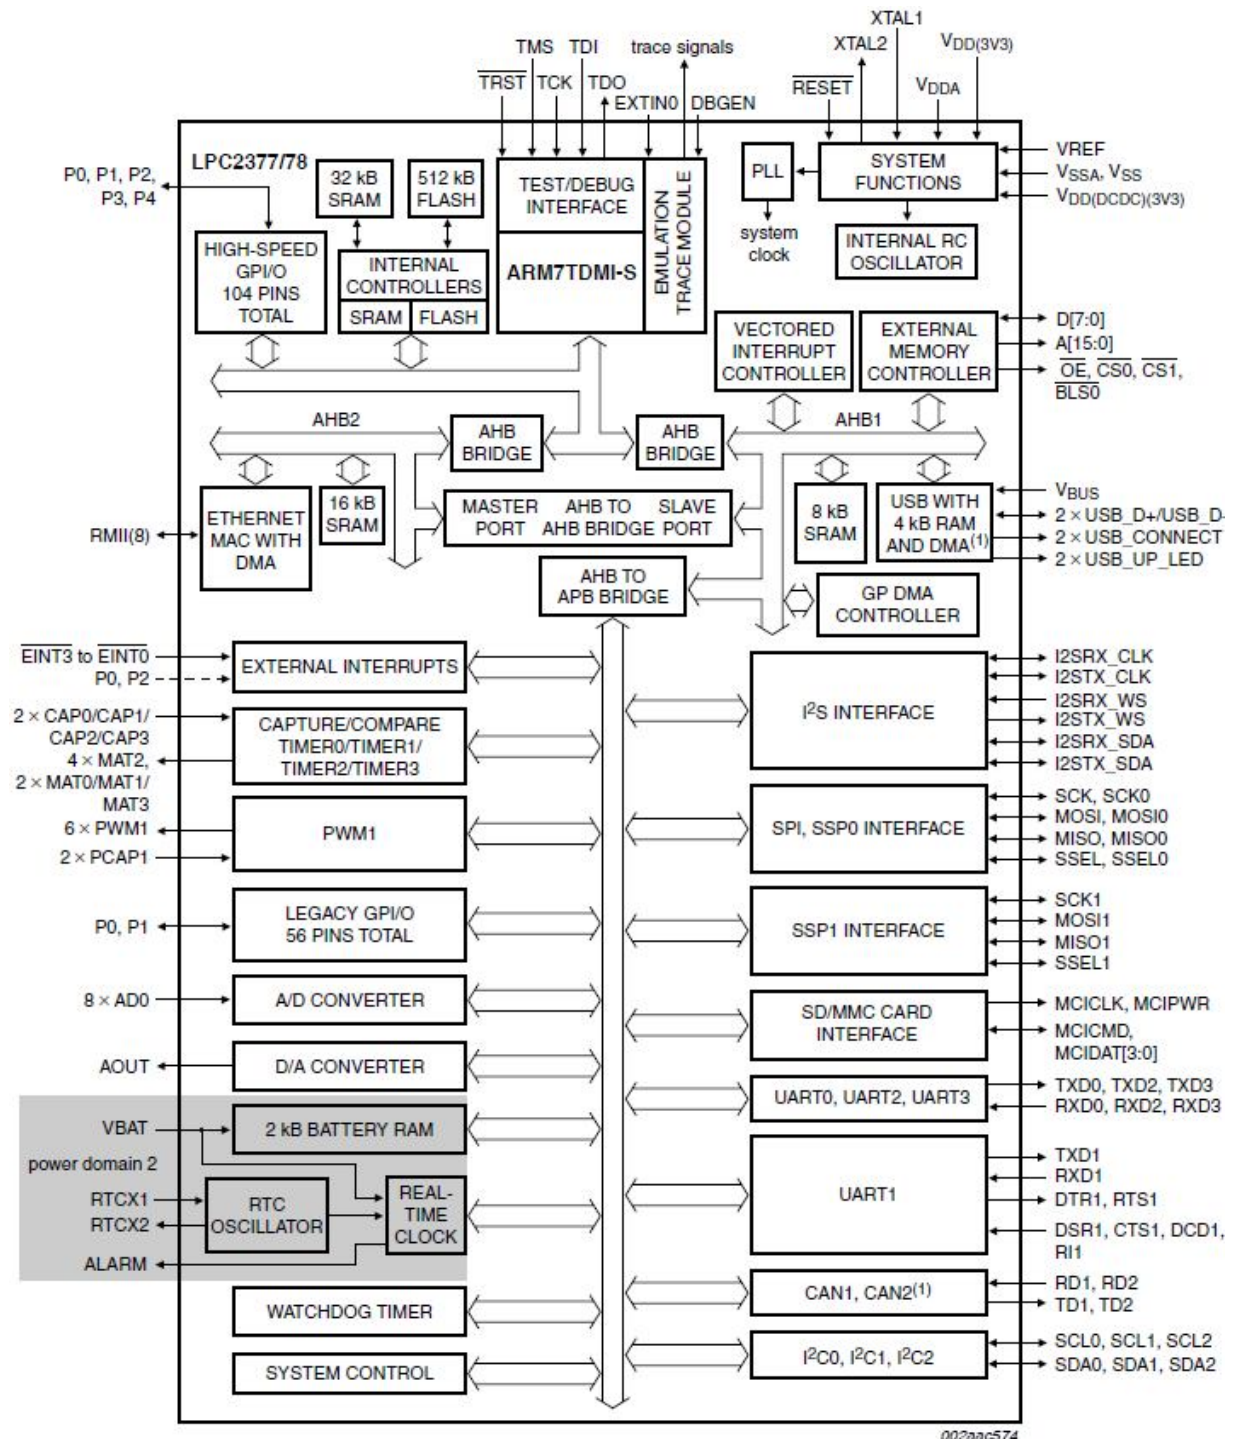 XTAL1
XTAL2
VDD(3V3)
TMS TDI trace signals
TRST TCK TDO
EXTIN0 DBGEN
RESET
VDDA
LPC2377/78
P0, P1, P2,
P3, P4
32 kB
SRAM
512 kB
FLASH
TEST/DEBUG
INTERFACE
EMULATION
TRACE MODULE
PLL
SYSTEM
FUNCTIONS
VREF
VSSA, VSS
VDD(DCDC)(3V3)
system
clock
HIGH-SPEED
GPI/O
104 PINS
TOTAL
INTERNAL
CONTROLLERS
SRAM FLASH
ARM7TDMI-S
INTERNAL RC
OSCILLATOR
VECTORED
INTERRUPT
CONTROLLER
EXTERNAL
MEMORY
CONTROLLER
D[7:0]
A[15:0]
OE, CS0, CS1,
BLS0
AHB2
AHB
BRIDGE
AHB
BRIDGE
AHB1
RMII(8)
ETHERNET
MAC WITH
DMA
16 kB
SRAM
MASTER AHB TO SLAVE
PORT AHB BRIDGE PORT
8 kB
SRAM
USB WITH
4 kB RAM
AND DMA(1)
VBUS
2 × USB_D+/USB_D-
2 × USB_CONNECT
2 × USB_UP_LED
AHB TO
APB BRIDGE
GP DMA
CONTROLLER
EINT3 to EINT0
P0, P2
EXTERNAL INTERRUPTS
I2S INTERFACE
I2SRX_CLK
I2STX_CLK
I2SRX_WS
I2STX_WS
I2SRX_SDA
I2STX_SDA
2 × CAP0/CAP1/
CAP2/CAP3
4 × MAT2,
2 × MAT0/MAT1/
MAT3
CAPTURE/COMPARE
TIMER0/TIMER1/
TIMER2/TIMER3
6 × PWM1
2 × PCAP1
PWM1
SPI, SSP0 INTERFACE
SCK, SCK0
MOSI, MOSI0
MISO, MISO0
SSEL, SSEL0
P0, P1
LEGACY GPI/O
56 PINS TOTAL
SSP1 INTERFACE
SCK1
MOSI1
MISO1
SSEL1
8 × AD0
A/D CONVERTER
SD/MMC CARD
INTERFACE
MCICLK, MCIPWR
MCICMD,
MCIDAT[3:0]
AOUT
D/A CONVERTER
UART0, UART2, UART3
TXD0, TXD2, TXD3
RXD0, RXD2, RXD3
VBAT
2 kB BATTERY RAM
power domain 2
RTCX1
RTCX2
RTC
OSCILLATOR
REAL-
TIME
CLOCK
ALARM
UART1
TXD1
RXD1
DTR1, RTS1
DSR1, CTS1, DCD1,
RI1
WATCHDOG TIMER
CAN1, CAN2(1)
RD1, RD2
TD1, TD2
SYSTEM CONTROL
I2C0, I2C1, I2C2
SCL0, SCL1, SCL2
SDA0, SDA1, SDA2
002aac574